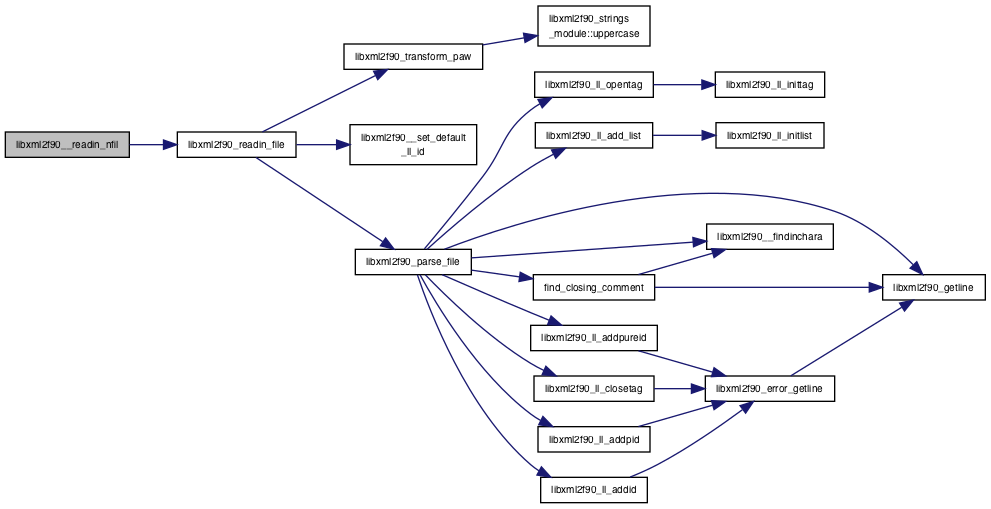 libxml2f90_strings
_module::uppercase
libxml2f90_transform_paw
libxml2f90_ll_opentag
libxml2f90_ll_inittag
libxml2f90__readin_nfil
libxml2f90_readin_file
libxml2f90__set_default
_ll_id
libxml2f90_ll_add_list
libxml2f90_ll_initlist
libxml2f90_parse_file
libxml2f90__findinchara
find_closing_comment
libxml2f90_getline
libxml2f90_ll_addpureid
libxml2f90_ll_closetag
libxml2f90_error_getline
libxml2f90_ll_addpid
libxml2f90_ll_addid